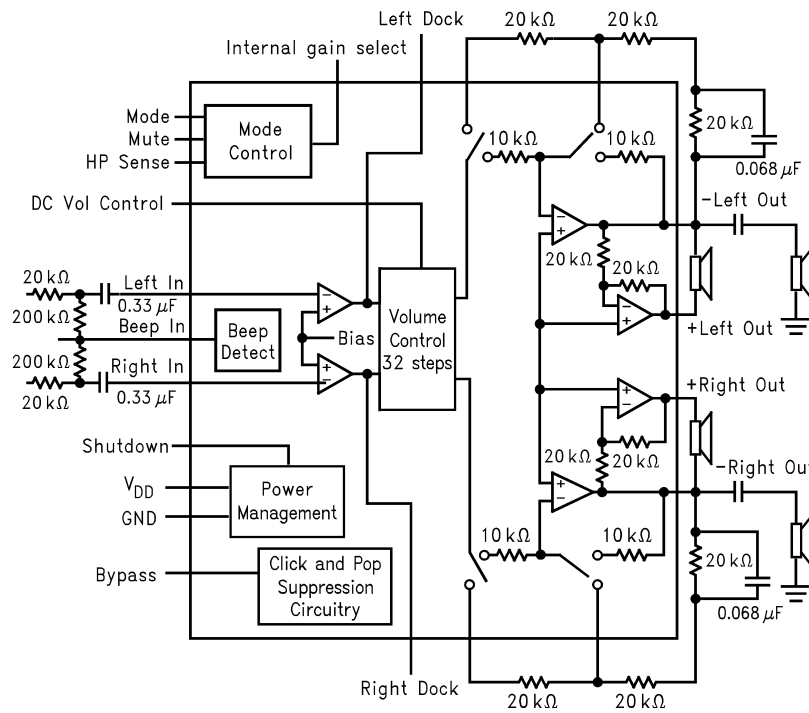 Left Dock
20 kΩ
20 kΩ
Internal gain select
Mode
Mute
HP Sense
Mode
Control
10 kΩ
10 kΩ
20 kΩ
0.068 μF
DC Vol Control
−Left Out
20 kΩ
20 kΩ
Left In
0.33 μF
20 kΩ
200 kΩ
Beep In
Beep
Detect
Bias
Volume
Control
32 steps
+Left Out
200 kΩ
Right In
0.33 μF
20 kΩ
+Right Out
20 kΩ
20 kΩ
−Right Out
Shutdown
VDD
GND
Power
Management
10 kΩ
10 kΩ
20 kΩ
0.068 μF
Bypass
Click and Pop
Suppression
Circuitry
Right Dock
20 kΩ
20 kΩ